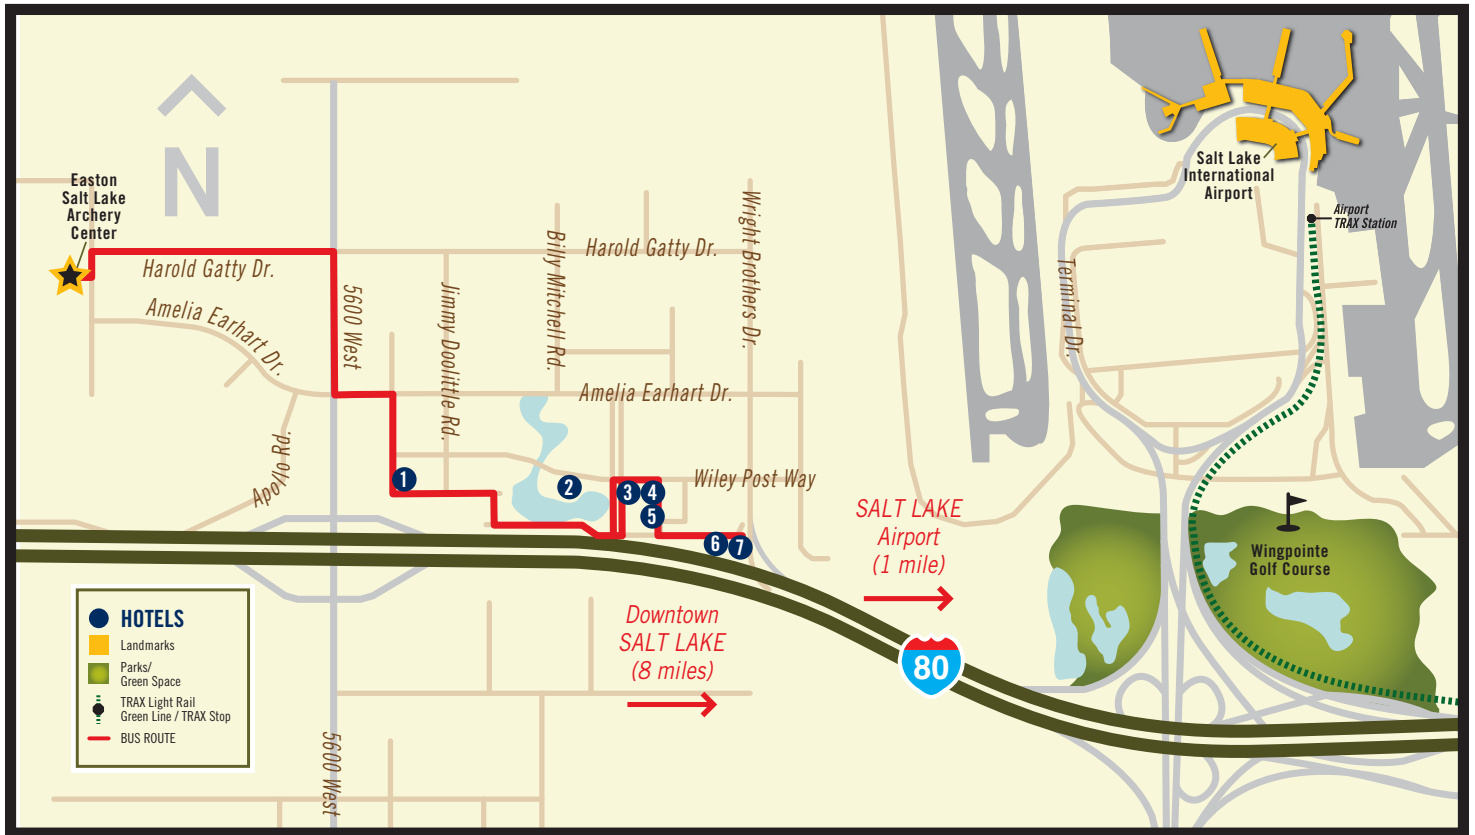 N
Easton
Salt Lake
Archery
Center
Harold Gatty Dr.
Amelia Earhart Dr.
5600 West
Apollo Rd.
Jimmy Doolittle Rd.
Billy Mitchell Rd.
Harold Gatty Dr.
Wright Brothers Dr.
Amelia Earhart Dr.
Wiley Post Way
1
2
3
4
5
6
7
Terminal Dr.
Salt Lake
International
Airport
Airport
TRAX Station
SALT LAKE
Airport
(1 mile)
Wingpointe
Golf Course
Downtown
SALT LAKE
(8 miles)
80
5600 West
HOTELS
Landmarks
Parks/
Green Space
TRAX Light Rail
Green Line / TRAX Stop
BUS ROUTE